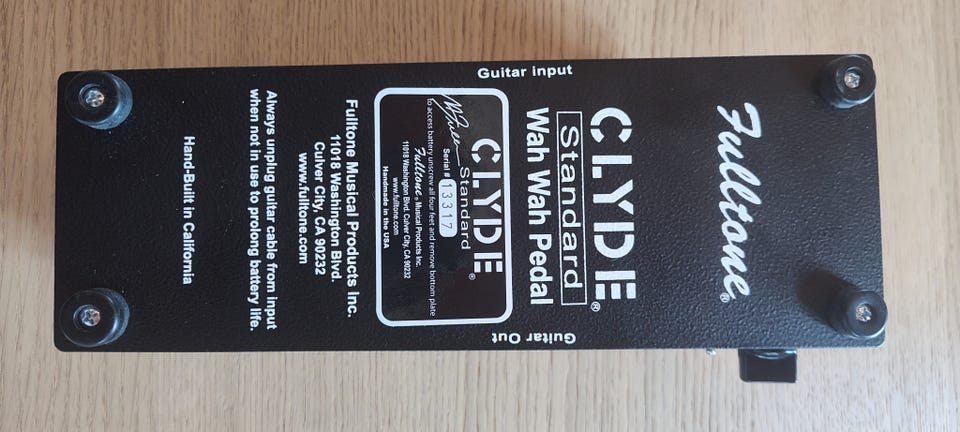 Fulltone®
Guitar input
CLYDE®
Standard
Wah Wah Pedal
Guitar Out
CLYDE®
Standard
Serial # 13317
to access battery unscrew all four feet and remove bottom plate
Fulltone® Musical Products Inc.
11018 Washington Blvd. Culver City, CA 90232
www.fulltone.com
Handmade in the USA
Fulltone Musical Products Inc.
11018 Washington Blvd.
Culver City, CA 90232
www.fulltone.com
Always unplug guitar cable from input
when not in use to prolong battery life.
Hand-Built in California